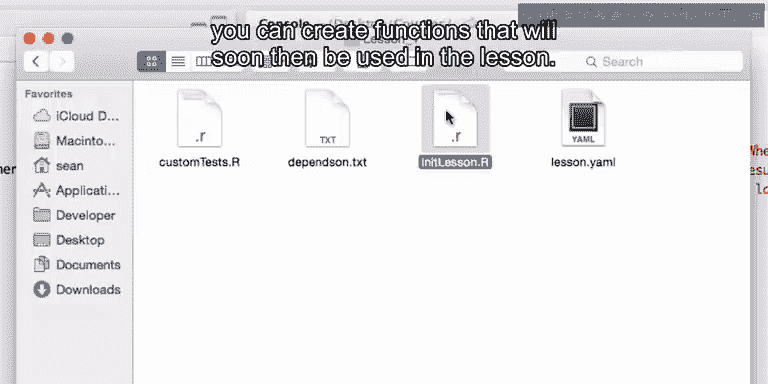 you can create functions that will
soon then be used in the lesson.
Search
Favorites
iCloud D...
Macinto...
sean
Applicati...
Developer
Desktop
Documents
Downloads
.r
customTests.R
TXT
dependson.txt
.r
initLesson.R
YAML
lesson.yaml